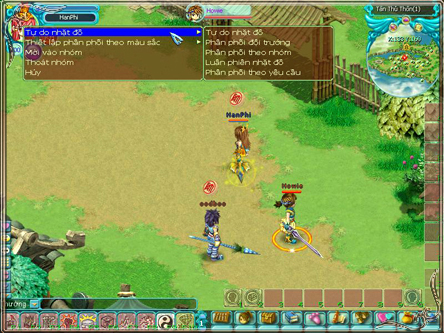 HanPhi
Howie
Tân Thủ Thôn(1)
Tự do nhặt đồ
Thiết lập phân phối theo màu sắc
Mời vào nhóm
Thoát nhóm
Hủy
Tự do nhặt đồ
Phân phối đội trưởng
Phân phối theo nhóm
Luân phiên nhặt đồ
Phân phối theo yêu cầu
HanPhi
Howie